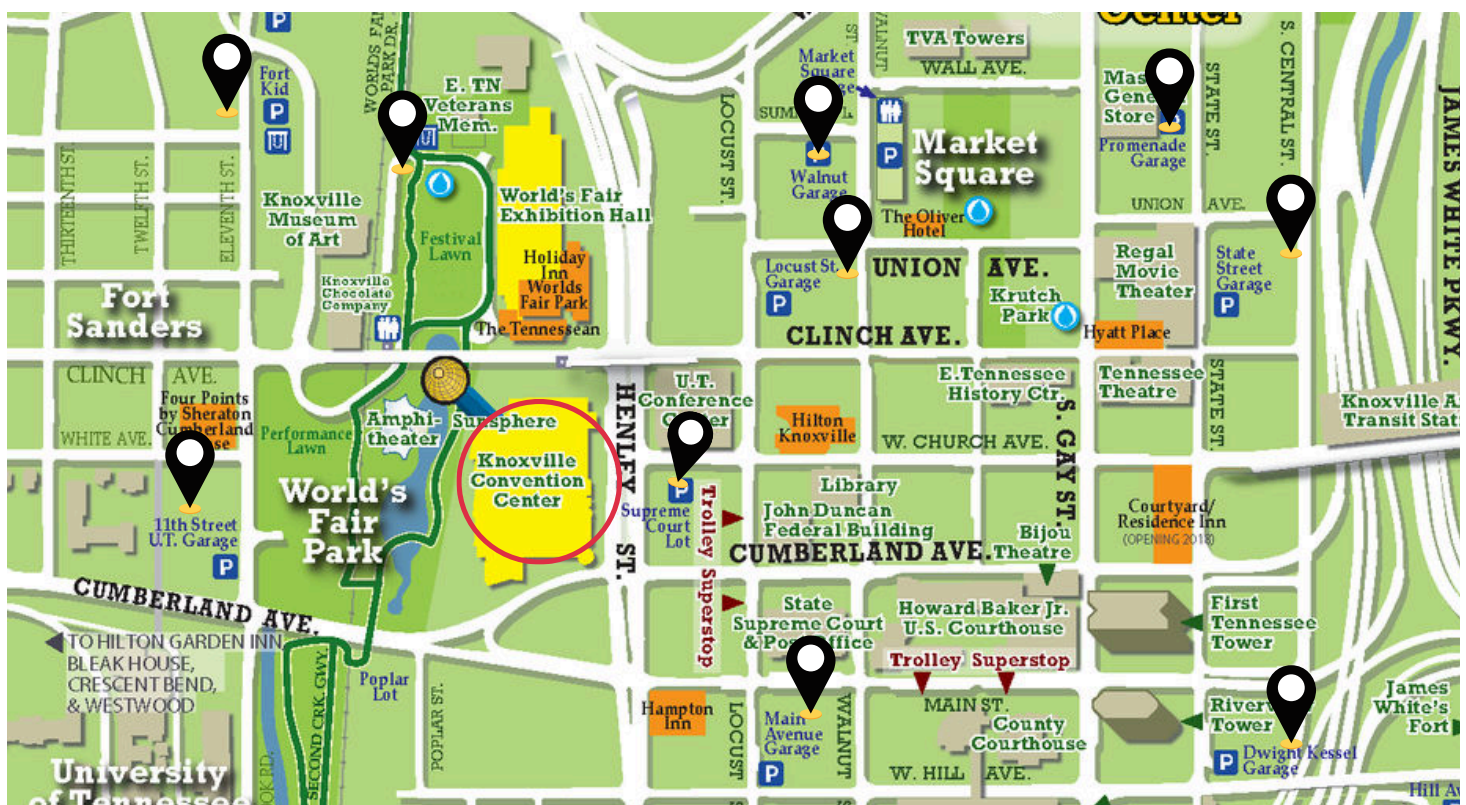 Center
WORLDS FAIR
PARK DR.
ST.
WALNUT
TVA Towers
WALL AVE.
Market
Square
Fort
Kid
P
P
E. TN
Veterans
Mem.
LOCUST ST.
Market
Square
P
Walnut
Garage
General
Store
Promenade
Garage
STATE ST.
S. CENTRAL ST.
JAMES WHITE PKWY.
THIRTEENTH ST.
TWELFTH ST.
ELEVENTH ST.
Knoxville
Museum
of Art
World's Fair
Exhibition Hall
Festival
Lawn
Holiday
Inn
Worlds
Fair Park
The Tennessean
Knoxville
Chocolate
Company
The Oliver
Hotel
UNION AVE.
Locust St.
Garage
P
UNION AVE.
Krutch
Park
Regal
Movie
Theater
State
Street
Garage
P
Hyatt Place
CLINCH AVE.
Fort
Sanders
CLINCH AVE.
Four Points
by Sheraton
Cumberland
WHITE AVE.
Performance
Lawn
Amphi-
theater
Sunsphere
Knoxville
Convention
Center
HENLEY ST.
U.T.
Conference
Center
Hilton
Knoxville
E. Tennessee
History Ctr.
Tennessee
Theatre
STATE ST.
Knoxville
Transit
W. CHURCH AVE.
S. GAY ST.
11th Street
U.T. Garage
P
World's
Fair
Park
P
Supreme
Court
Lot
Trolley Superstop
Library
John Duncan
Federal Building
Bijou
Theatre
Courtyard/
Residence Inn
(OPENING 2018)
CUMBERLAND AVE.
CUMBERLAND AVE.
State
Supreme Court
& Post Office
Howard Baker Jr.
U.S. Courthouse
Trolley Superstop
First
Tennessee
Tower
TO HILTON GARDEN INN,
BLEAK HOUSE,
CRESCENT BEND,
& WESTWOOD
Poplar
Lot
POPLAR ST.
SECOND CRK. GWY.
Hampton
Inn
LOCUST
Main
Avenue
Garage
P
WALNUT
MAIN ST.
County
Courthouse
W. HILL AVE.
Tower
P
Dwight Kessel
Garage
James
White's
Fort
University
of Tennessee
Hill